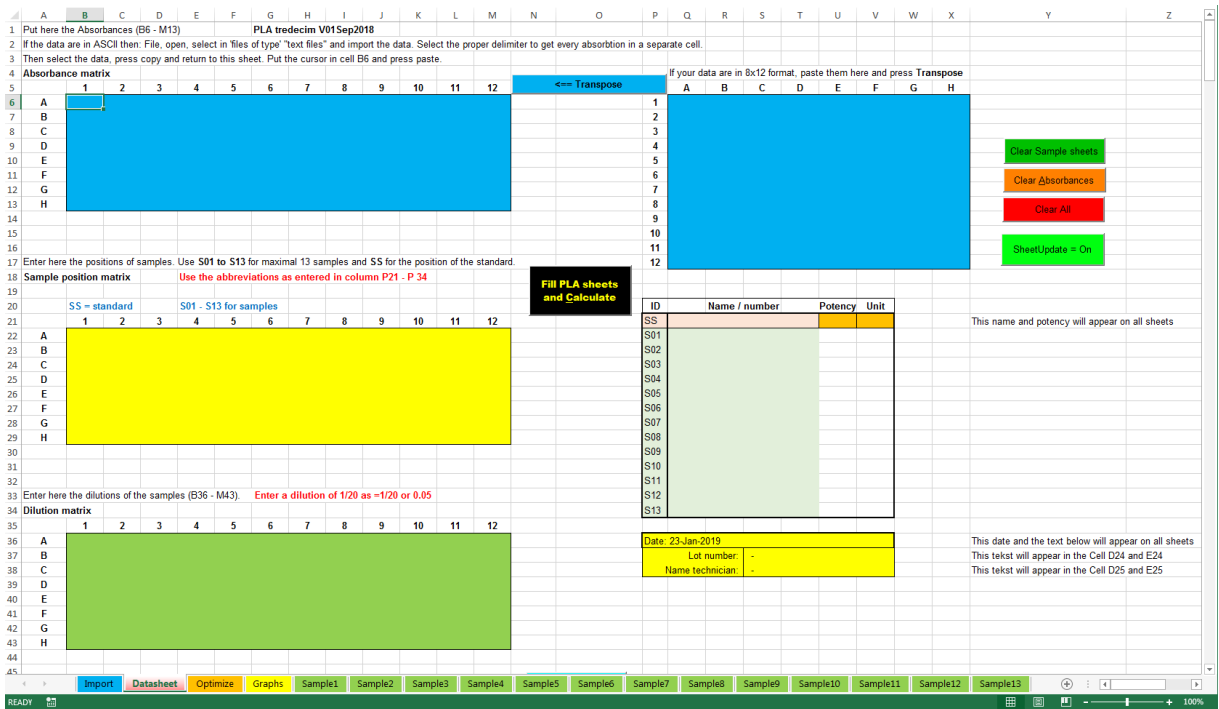 A B C D E F G H I J K L M N O P Q R S T U V W X Y Z
1 Put here the Absorbances (B6 - M13) PLA tredecim V01Sep2018
2 If the data are in ASCII then: File, open, select in 'files of type' "text files" and import the data. Select the proper delimiter to get every absorbtion in a separate cell.
3 Then select the data, press copy and return to this sheet. Put the cursor in cell B6 and press paste.
4 Absorbance matrix If your data are in 8x12 format, paste them here and press Transpose
5 1 2 3 4 5 6 7 8 9 10 11 12 <== Transpose A B C D E F G H
6 A 1
7 B 2
8 C 3
9 D 4
Clear Sample sheets
10 E 5
11 F 6
Clear Absorbances
12 G 7
13 H 8
Clear All
14 9
15 10
16 11
SheetUpdate = On
17 Enter here the positions of samples. Use S01 to S13 for maximal 13 samples and SS for the position of the standard. 12
18 Sample position matrix Use the abbreviations as entered in column P21 - P 34
19
Fill PLA sheets
and Calculate
20 SS = standard S01 - S13 for samples ID Name / number Potency Unit
21 1 2 3 4 5 6 7 8 9 10 11 12 SS This name and potency will appear on all sheets
22 A S01
23 B S02
24 C S03
25 D S04
26 E S05
27 F S06
28 G S07
29 H S08
30 S09
31 S10
32 S11
33 Enter here the dilutions of the samples (B36 - M43). Enter a dilution of 1/20 as =1/20 or 0.05 S12
34 Dilution matrix S13
35 1 2 3 4 5 6 7 8 9 10 11 12
36 A Date: 23-Jan-2019 This date and the text below will appear on all sheets
37 B Lot number: - This tekst will appear in the Cell D24 and E24
38 C Name technician: - This tekst will appear in the Cell D25 and E25
39 D
40 E
41 F
42 G
43 H
44
45
Import Datasheet Optimize Graphs Sample1 Sample2 Sample3 Sample4 Sample5 Sample6 Sample7 Sample8 Sample9 Sample10 Sample11 Sample12 Sample13
READY 100%